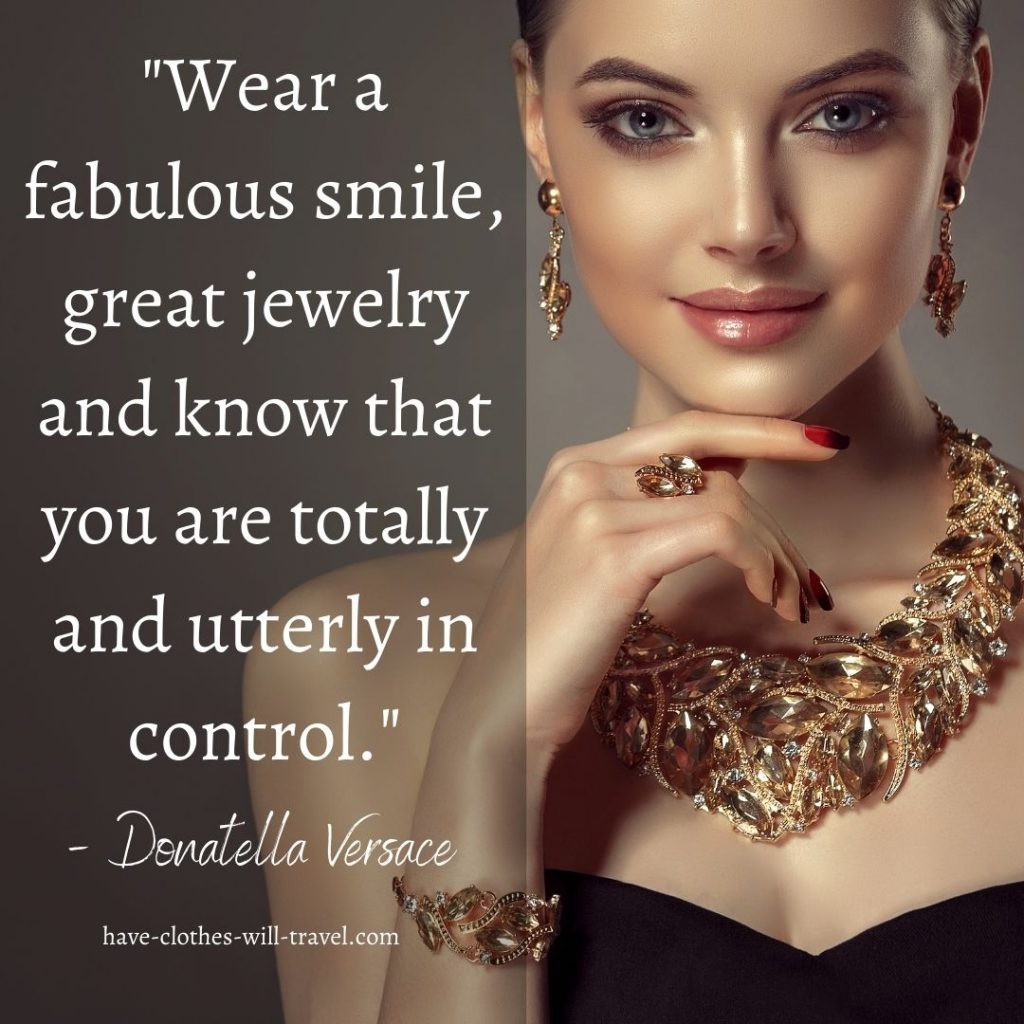 "Wear a
fabulous smile,
great jewelry
and know that
you are totally
and utterly in
control."
- Donatella Versace
have-clothes-will-travel.com